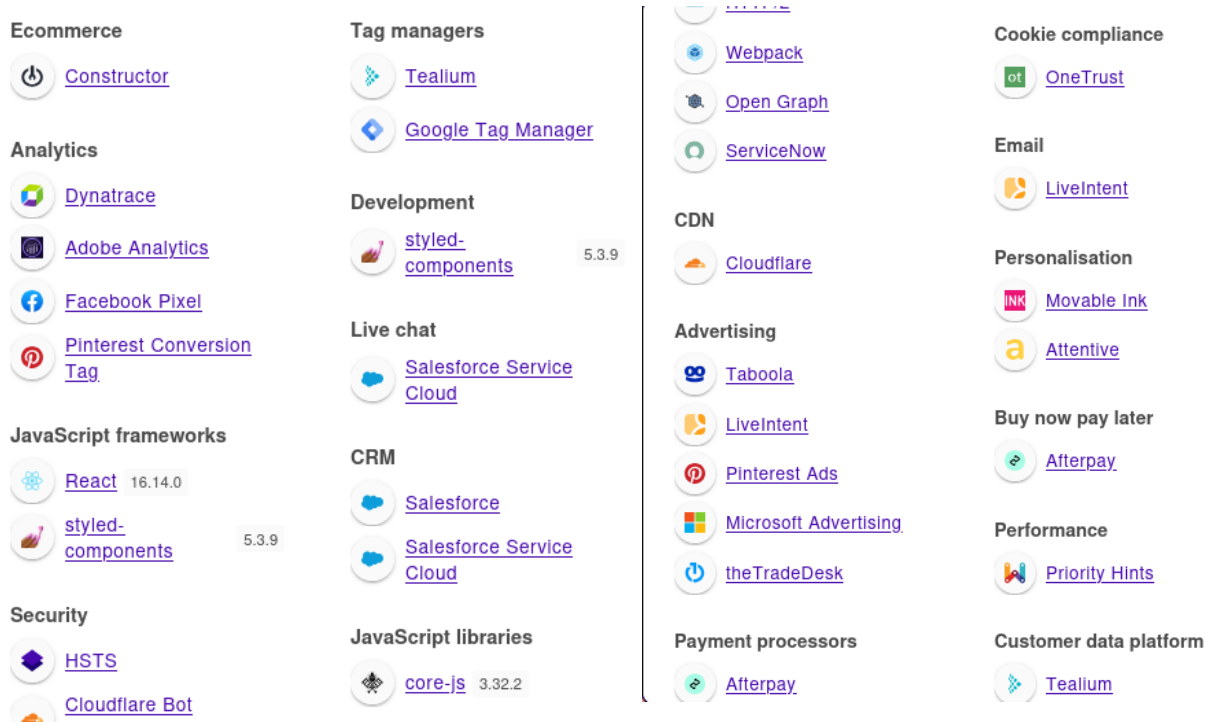 Ecommerce
Constructor
Analytics
Dynatrace
Adobe Analytics
Facebook Pixel
Pinterest Conversion
Tag
JavaScript frameworks
React 16.14.0
styled-
components 5.3.9
Security
HSTS
Cloudflare Bot
Tag managers
Tealium
Google Tag Manager
Development
styled-
components 5.3.9
Live chat
Salesforce Service
Cloud
CRM
Salesforce
Salesforce Service
Cloud
JavaScript libraries
core-js 3.32.2
Webpack
Open Graph
ServiceNow
CDN
Cloudflare
Advertising
Taboola
LiveIntent
Pinterest Ads
Microsoft Advertising
theTradeDesk
Payment processors
Afterpay
Cookie compliance
ot
OneTrust
Email
LiveIntent
Personalisation
INK
Movable Ink
a
Attentive
Buy now pay later
Afterpay
Performance
Priority Hints
Customer data platform
Tealium